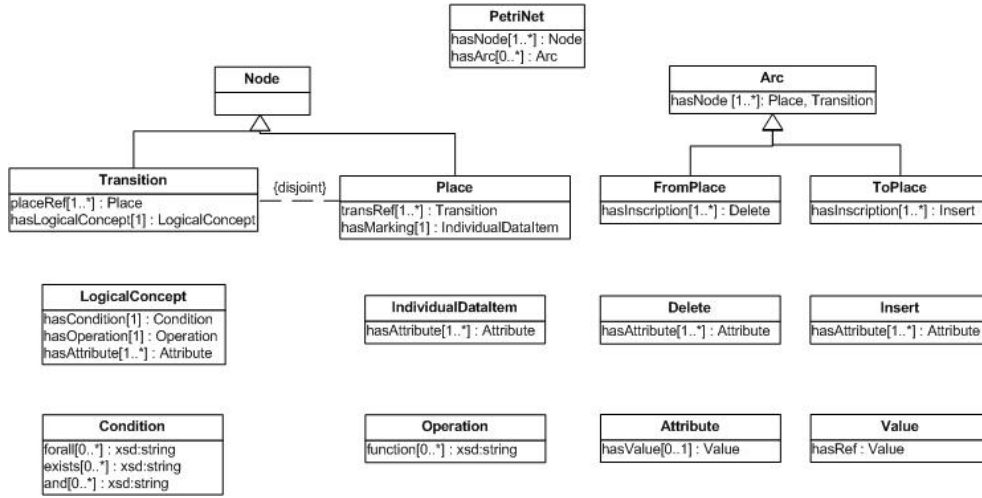 PetriNet
hasNode[1..*] : Node
hasArc[0..*] : Arc
Node
Arc
hasNode [1..*]: Place, Transition
Transition
placeRef[1..*] : Place
hasLogicalConcept[1] : LogicalConcept
{disjoint}
Place
transRef[1..*] : Transition
hasMarking[1] : IndividualDataItem
FromPlace
hasInscription[1..*] : Delete
ToPlace
hasInscription[1..*] : Insert
LogicalConcept
hasCondition[1] : Condition
hasOperation[1] : Operation
hasAttribute[1..*] : Attribute
IndividualDataItem
hasAttribute[1..*] : Attribute
Delete
hasAttribute[1..*] : Attribute
Insert
hasAttribute[1..*] : Attribute
Condition
forall[0..*] : xsd:string
exists[0..*] : xsd:string
and[0..*] : xsd:string
Operation
function[0..*] : xsd:string
Attribute
hasValue[0..1] : Value
Value
hasRef : Value